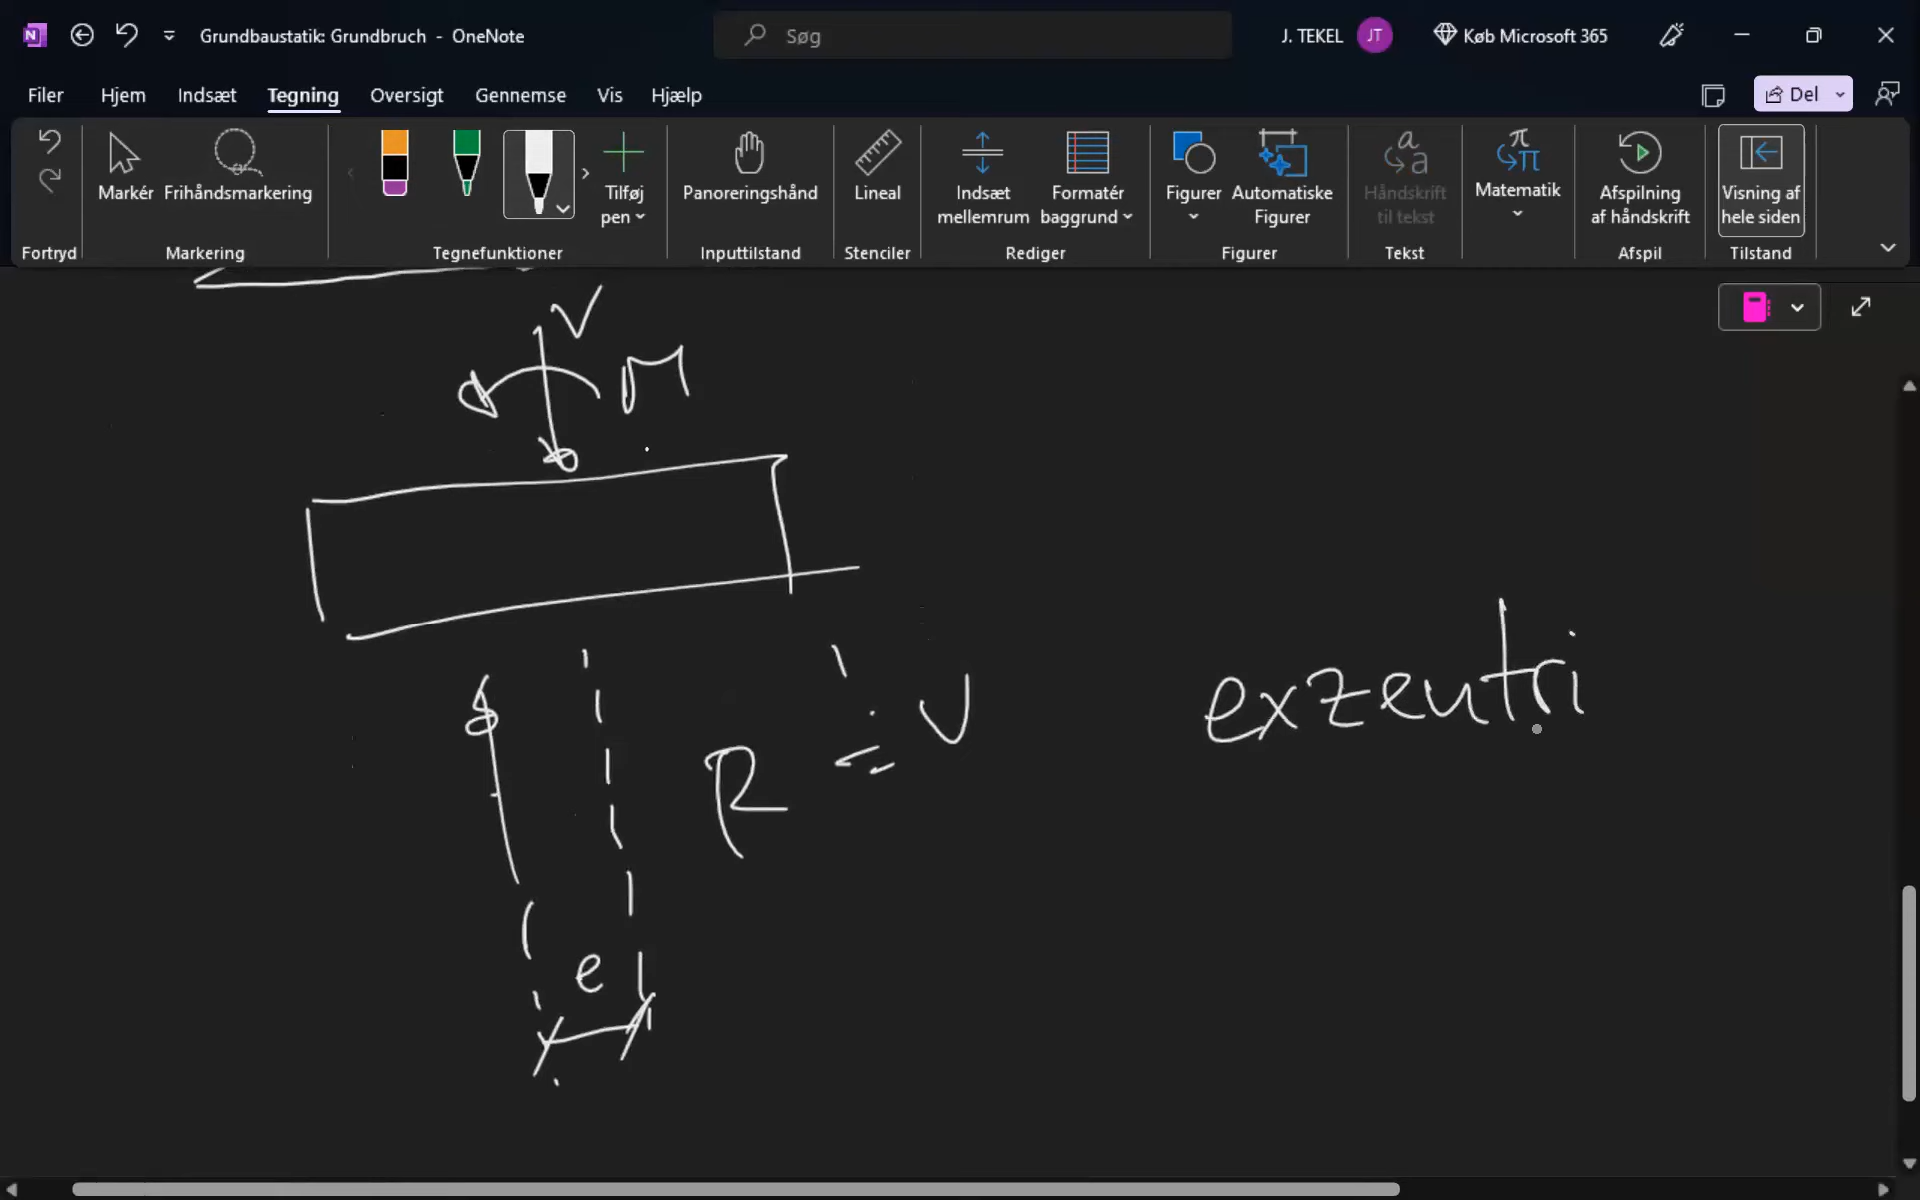 Grundbaustatik: Grundbruch - OneNote
Søg
J. TEKEL
JT
Køb Microsoft 365
Filer
Hjem
Indsæt
Tegning
Oversigt
Gennemse
Vis
Hjælp
Del
Markér
Frihåndsmarkering
Tilføj
pen
Panoreringshånd
Lineal
Indsæt
mellemrum
Formatér
baggrund
Figurer
Automatiske
Figurer
Håndskrift
til tekst
Matematik
Afspilning
af håndskrift
Visning af
hele siden
Fortryd
Markering
Tegnefunktioner
Inputtilstand
Stenciler
Rediger
Figurer
Tekst
Afspil
Tilstand
V
M
R = V
exzentri
e